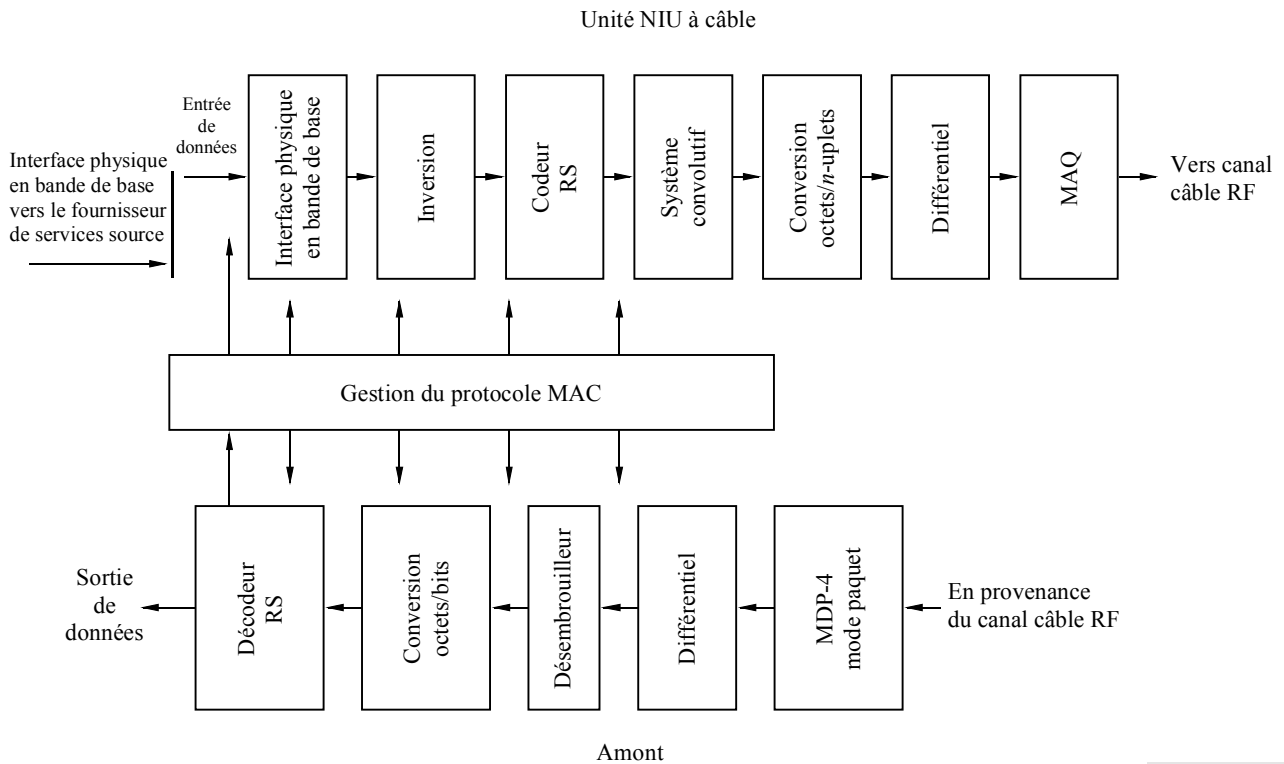 Unité NIU à câble
Entrée
de
données
Interface physique
en bande de base
vers le fournisseur
de services source
Interface physique
en bande de base
Inversion
Codeur
RS
Système
convolutif
Conversion
octets/n-uplets
Différentiel
MAQ
Vers canal
câble RF
Gestion du protocole MAC
Sortie
de
données
Décodeur
RS
Conversion
octets/bits
Désembrouilleur
Différentiel
MDP-4
mode paquet
En provenance
du canal câble RF
Amont